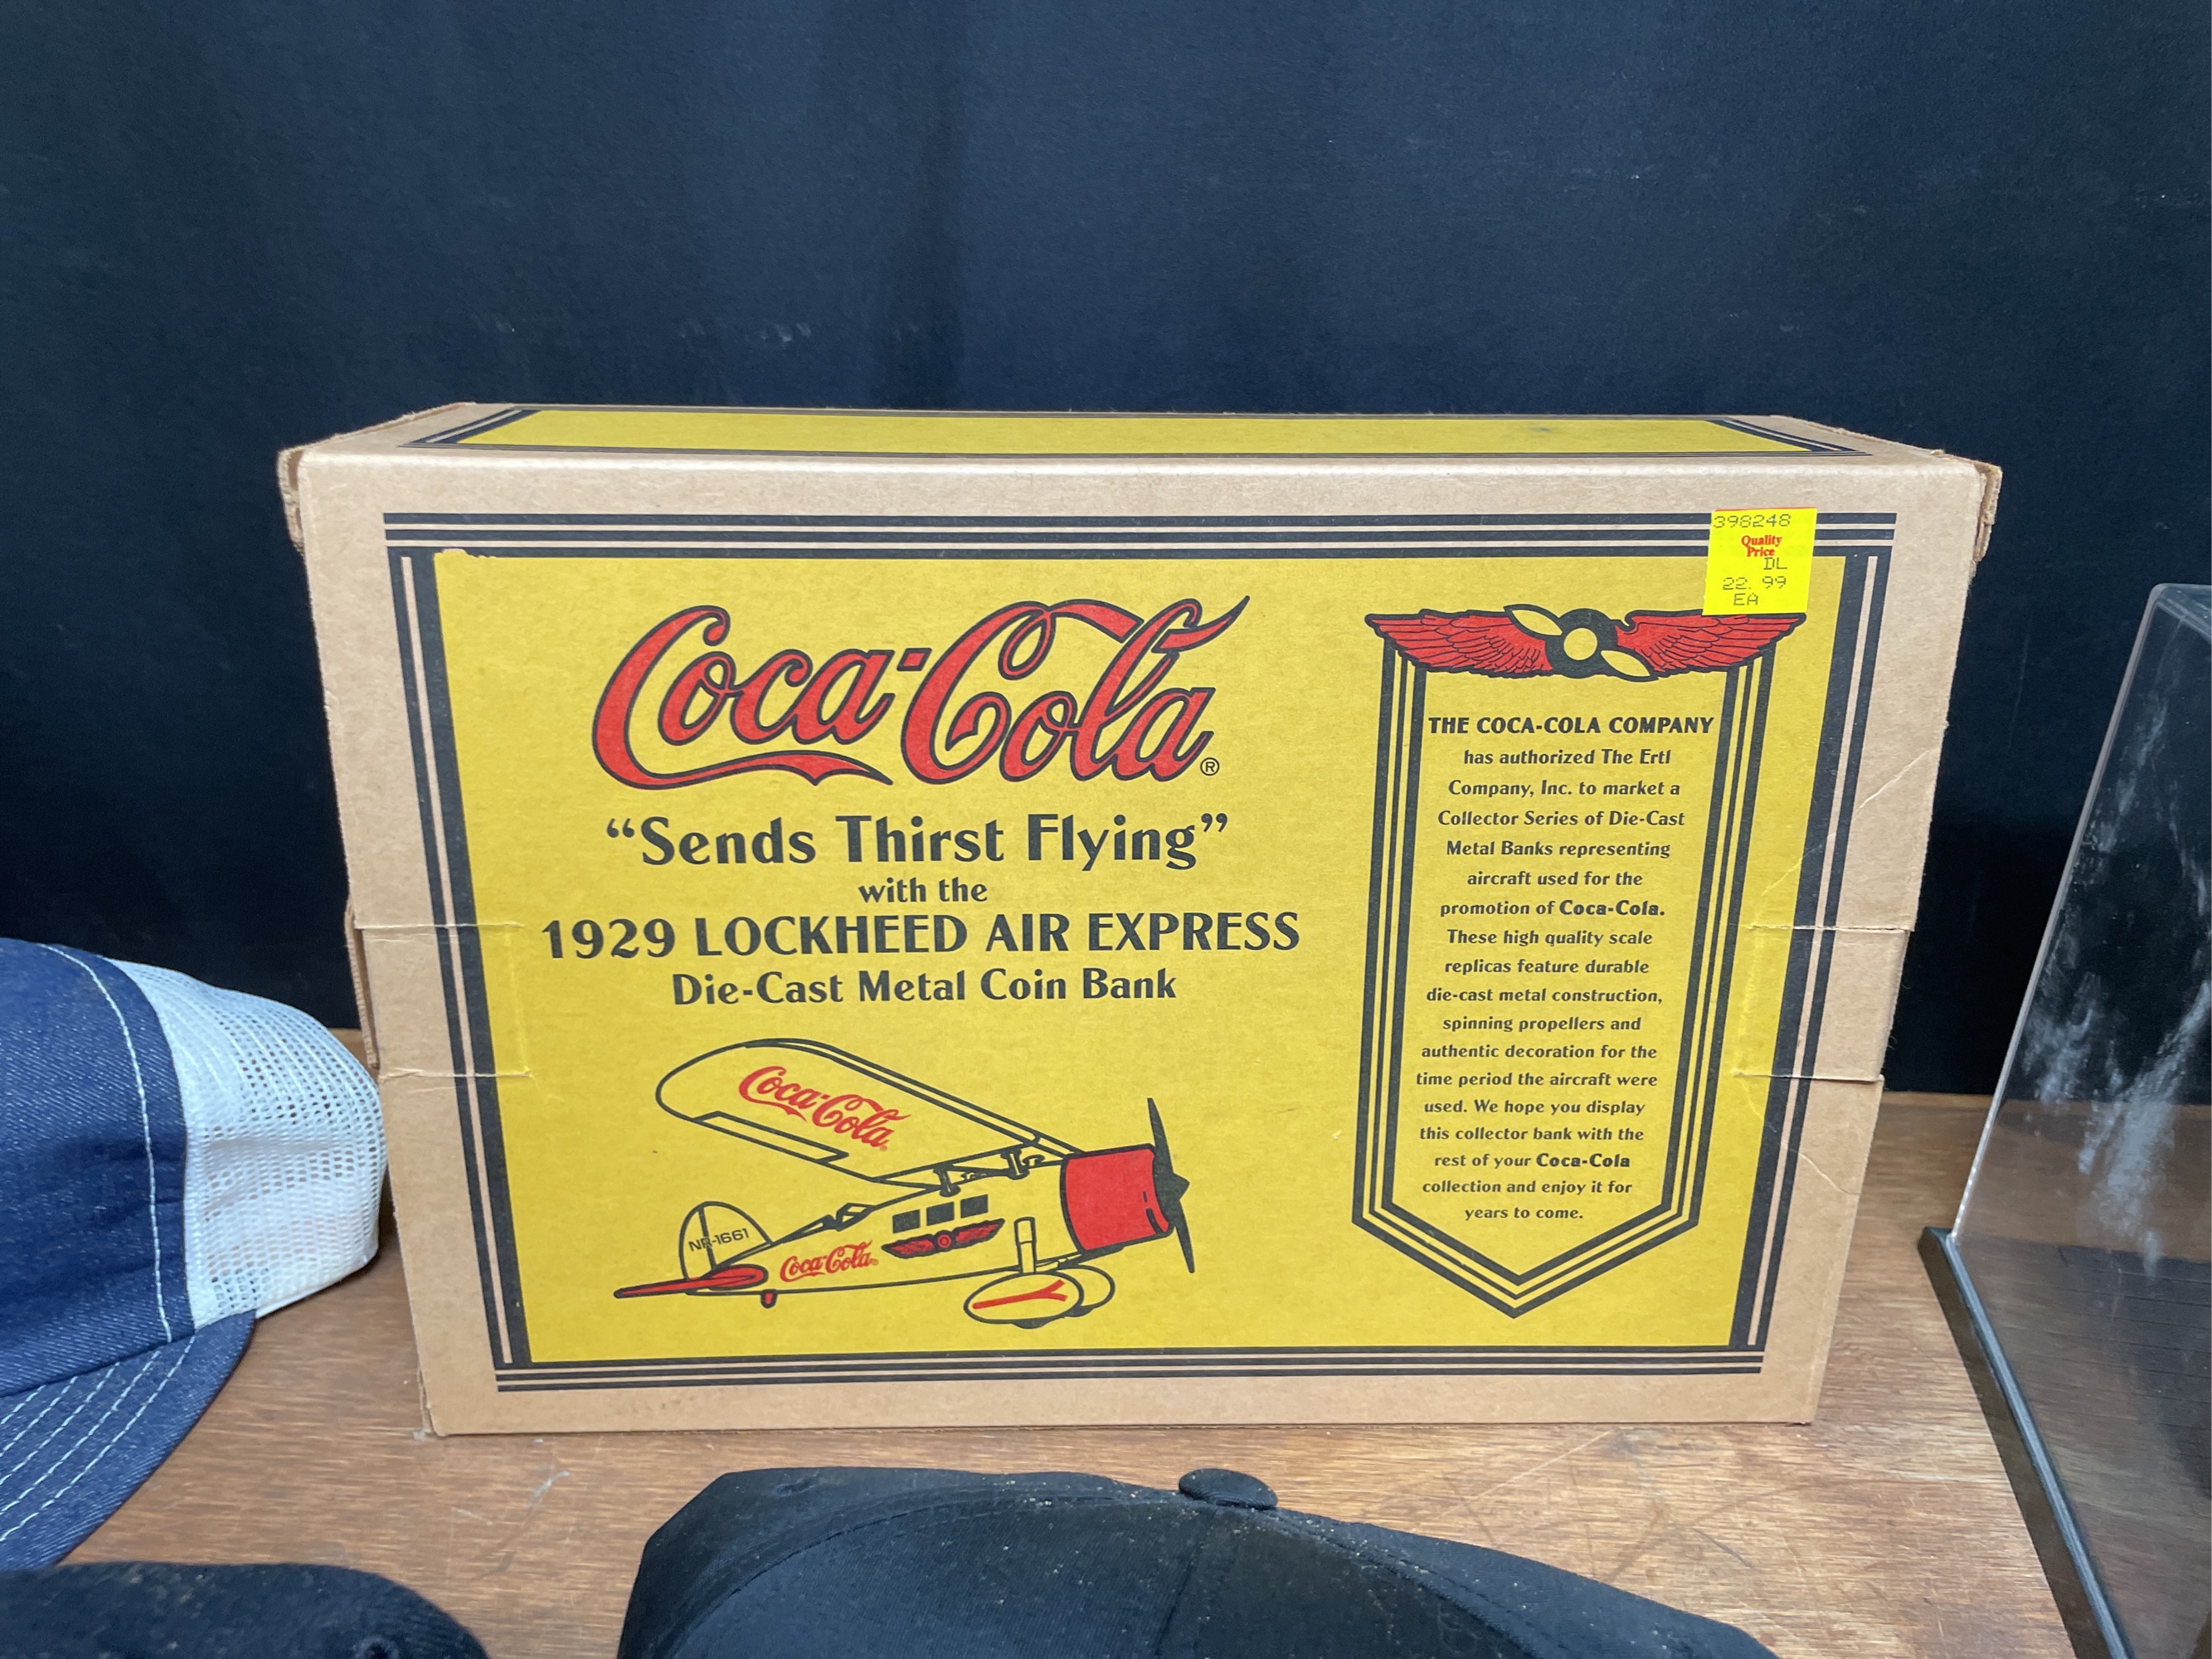 398248
Quality
Price
DL
22.99
EA
Coca-Cola®
“Sends Thirst Flying”
with the
1929 LOCKHEED AIR EXPRESS
Die-Cast Metal Coin Bank
Coca-Cola
NR-1661
Coca-Cola
THE COCA-COLA COMPANY
has authorized The Ertl
Company, Inc. to market a
Collector Series of Die-Cast
Metal Banks representing
aircraft used for the
promotion of Coca-Cola.
These high quality scale
replicas feature durable
die-cast metal construction,
spinning propellers and
authentic decoration for the
time period the aircraft were
used. We hope you display
this collector bank with the
rest of your Coca-Cola
collection and enjoy it for
years to come.